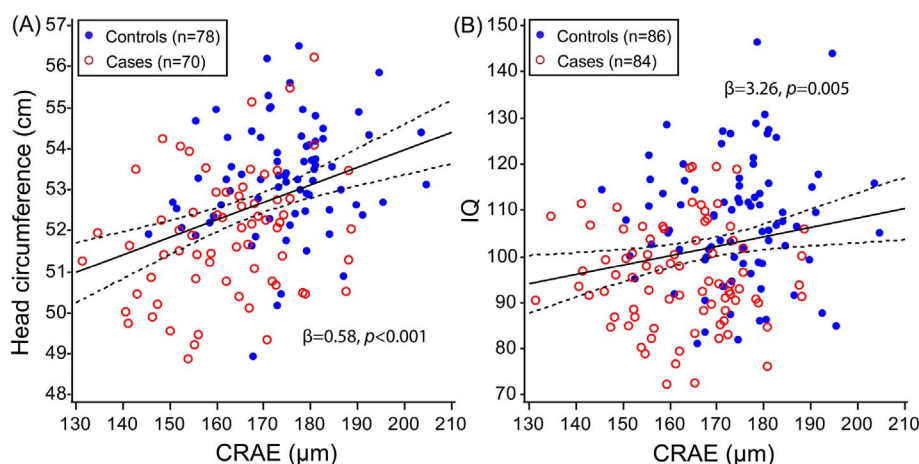 (A)
Controls (n=78)
Cases (n=70)
Head circumference (cm)
57
56
55
54
53
52
51
50
49
48
β=0.58, p<0.001
130 140 150 160 170 180 190 200 210
CRAE (μm)
(B)
Controls (n=86)
Cases (n=84)
IQ
150
140
130
120
110
100
90
80
70
β=3.26, p=0.005
130 140 150 160 170 180 190 200 210
CRAE (μm)